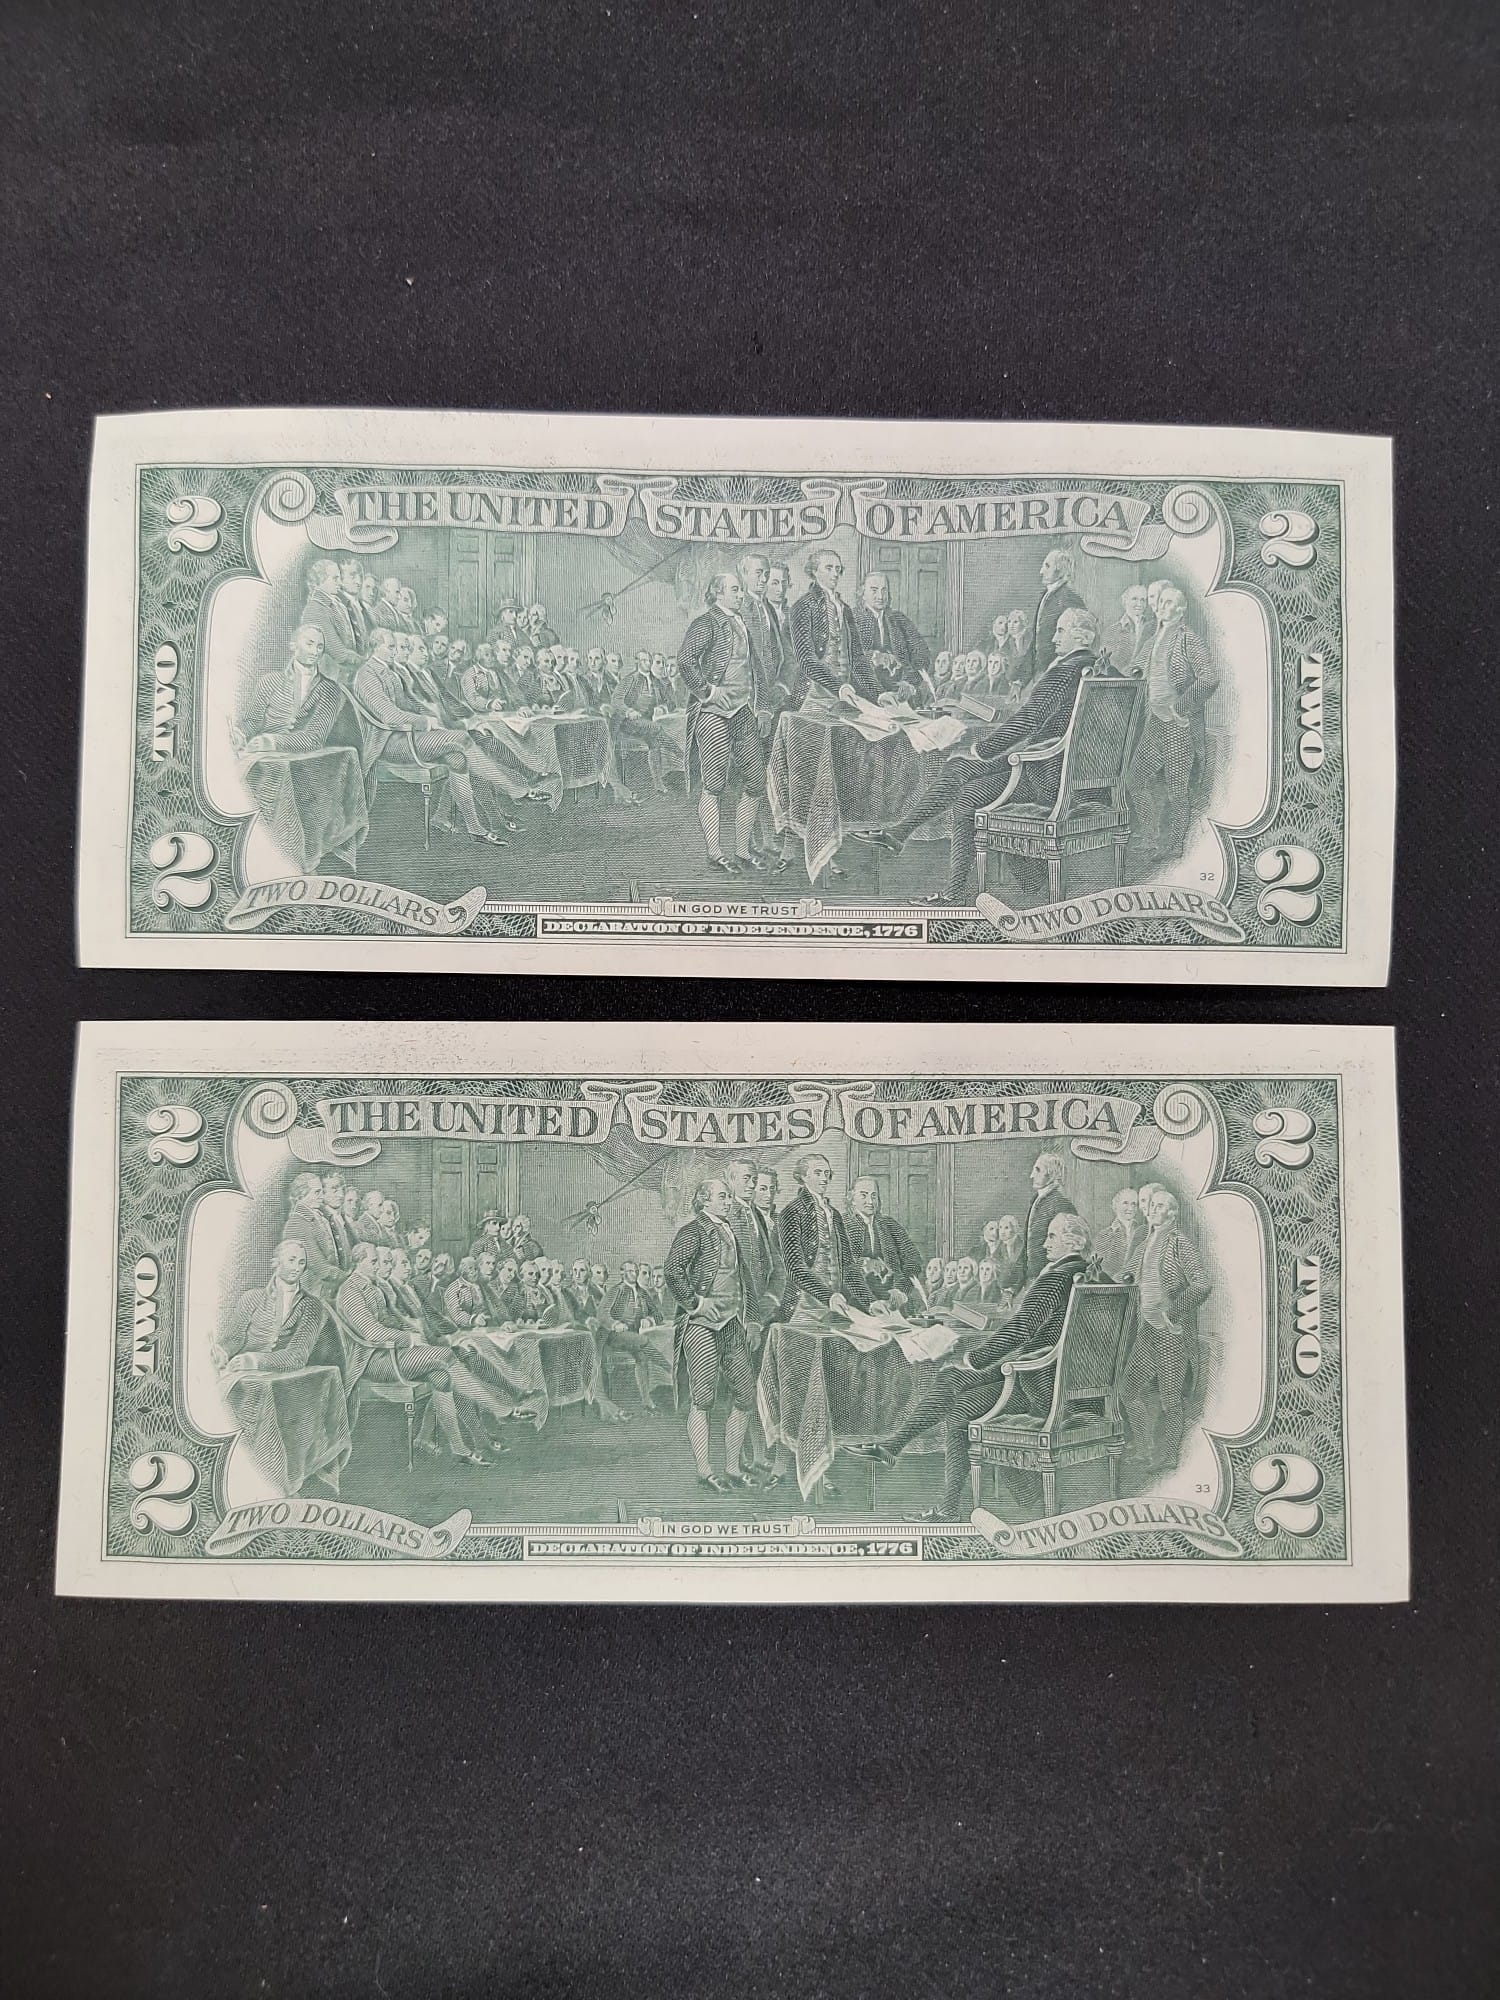 THE UNITED STATES OF AMERICA
2 2
TWO TWO
32
2 2
TWO DOLLARS TWO DOLLARS
IN GOD WE TRUST
DECLARATION OF INDEPENDENCE, 1776
THE UNITED STATES OF AMERICA
2 2
TWO TWO
33
2 2
TWO DOLLARS TWO DOLLARS
IN GOD WE TRUST
DECLARATION OF INDEPENDENCE, 1776